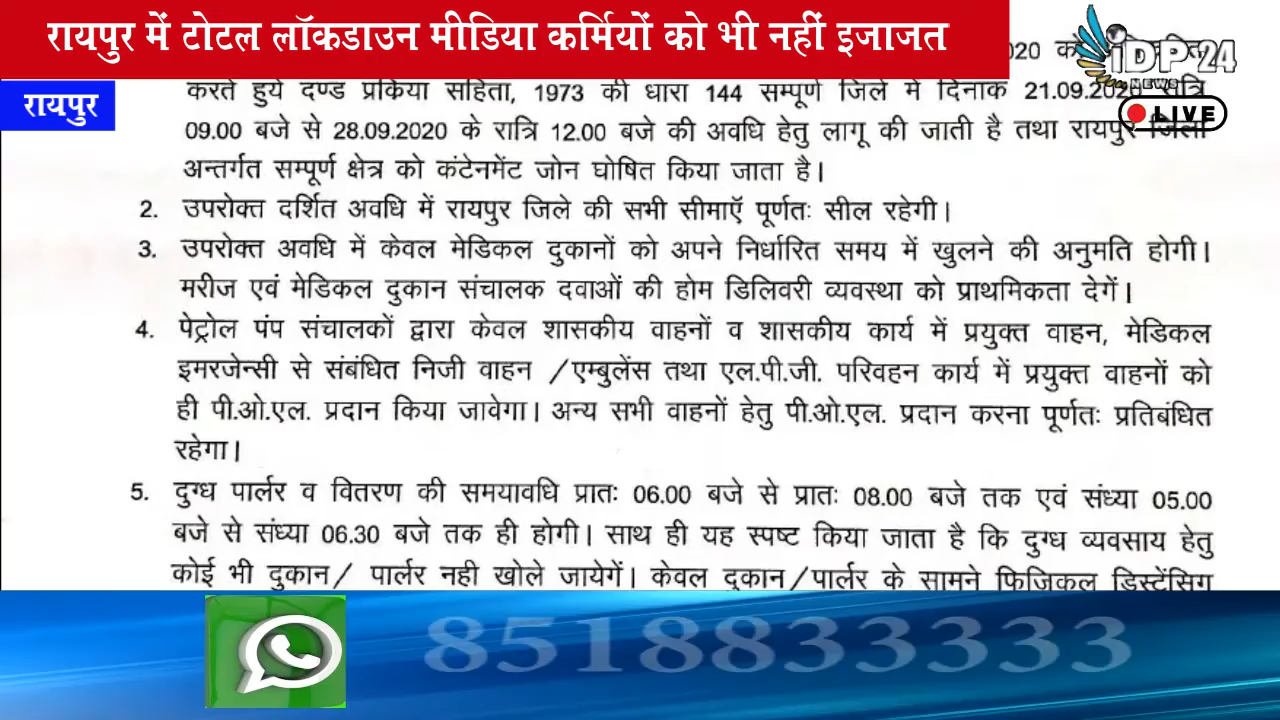 रायपुर में टोटल लॉकडाउन मीडिया कर्मियों को भी नहीं इजाजत
iDP-24
NEWS
LIVE
रायपुर
करते हुये दण्ड प्रकिया सहिता, 1973 की धारा 144 सम्पूर्ण जिले मे दिनाक 21.09.2020 रात्रि
09.00 बजे से 28.09.2020 के रात्रि 12.00 बजे की अवधि हेतु लागू की जाती है तथा रायपुर जिला
अन्तर्गत सम्पूर्ण क्षेत्र को कंटेनमेंट जोन घोषित किया जाता है।
2. उपरोक्त दर्शित अवधि में रायपुर जिले की सभी सीमाऍ पूर्णतः सील रहेगी।
3. उपरोक्त अवधि में केवल मेडिकल दुकानों को अपने निर्धारित समय में खुलने की अनुमति होगी।
मरीज एवं मेडिकल दुकान संचालक दवाओं की होम डिलिवरी व्यवस्था को प्राथमिकता देगें।
4. पेट्रोल पंप संचालकों द्वारा केवल शासकीय वाहनों व शासकीय कार्य में प्रयुक्त वाहन, मेडिकल
इमरजेन्सी से संबंधित निजी वाहन /एम्बुलेंस तथा एल.पी.जी. परिवहन कार्य में प्रयुक्त वाहनों को
ही पी.ओ.एल. प्रदान किया जावेगा। अन्य सभी वाहनों हेतु पी.ओ.एल. प्रदान करना पूर्णतः प्रतिबंधित
रहेगा।
5. दुग्ध पार्लर व वितरण की समयावधि प्रातः 06.00 बजे से प्रातः 08.00 बजे तक एवं संध्या 05.00
बजे से संध्या 06.30 बजे तक ही होगी। साथ ही यह स्पष्ट किया जाता है कि दुग्ध व्यवसाय हेतु
कोई भी दुकान/ पार्लर नही खोले जायेगें। केवल दुकान/पार्लर के सामने फिजिकल डिस्टेंसिग
8518833333